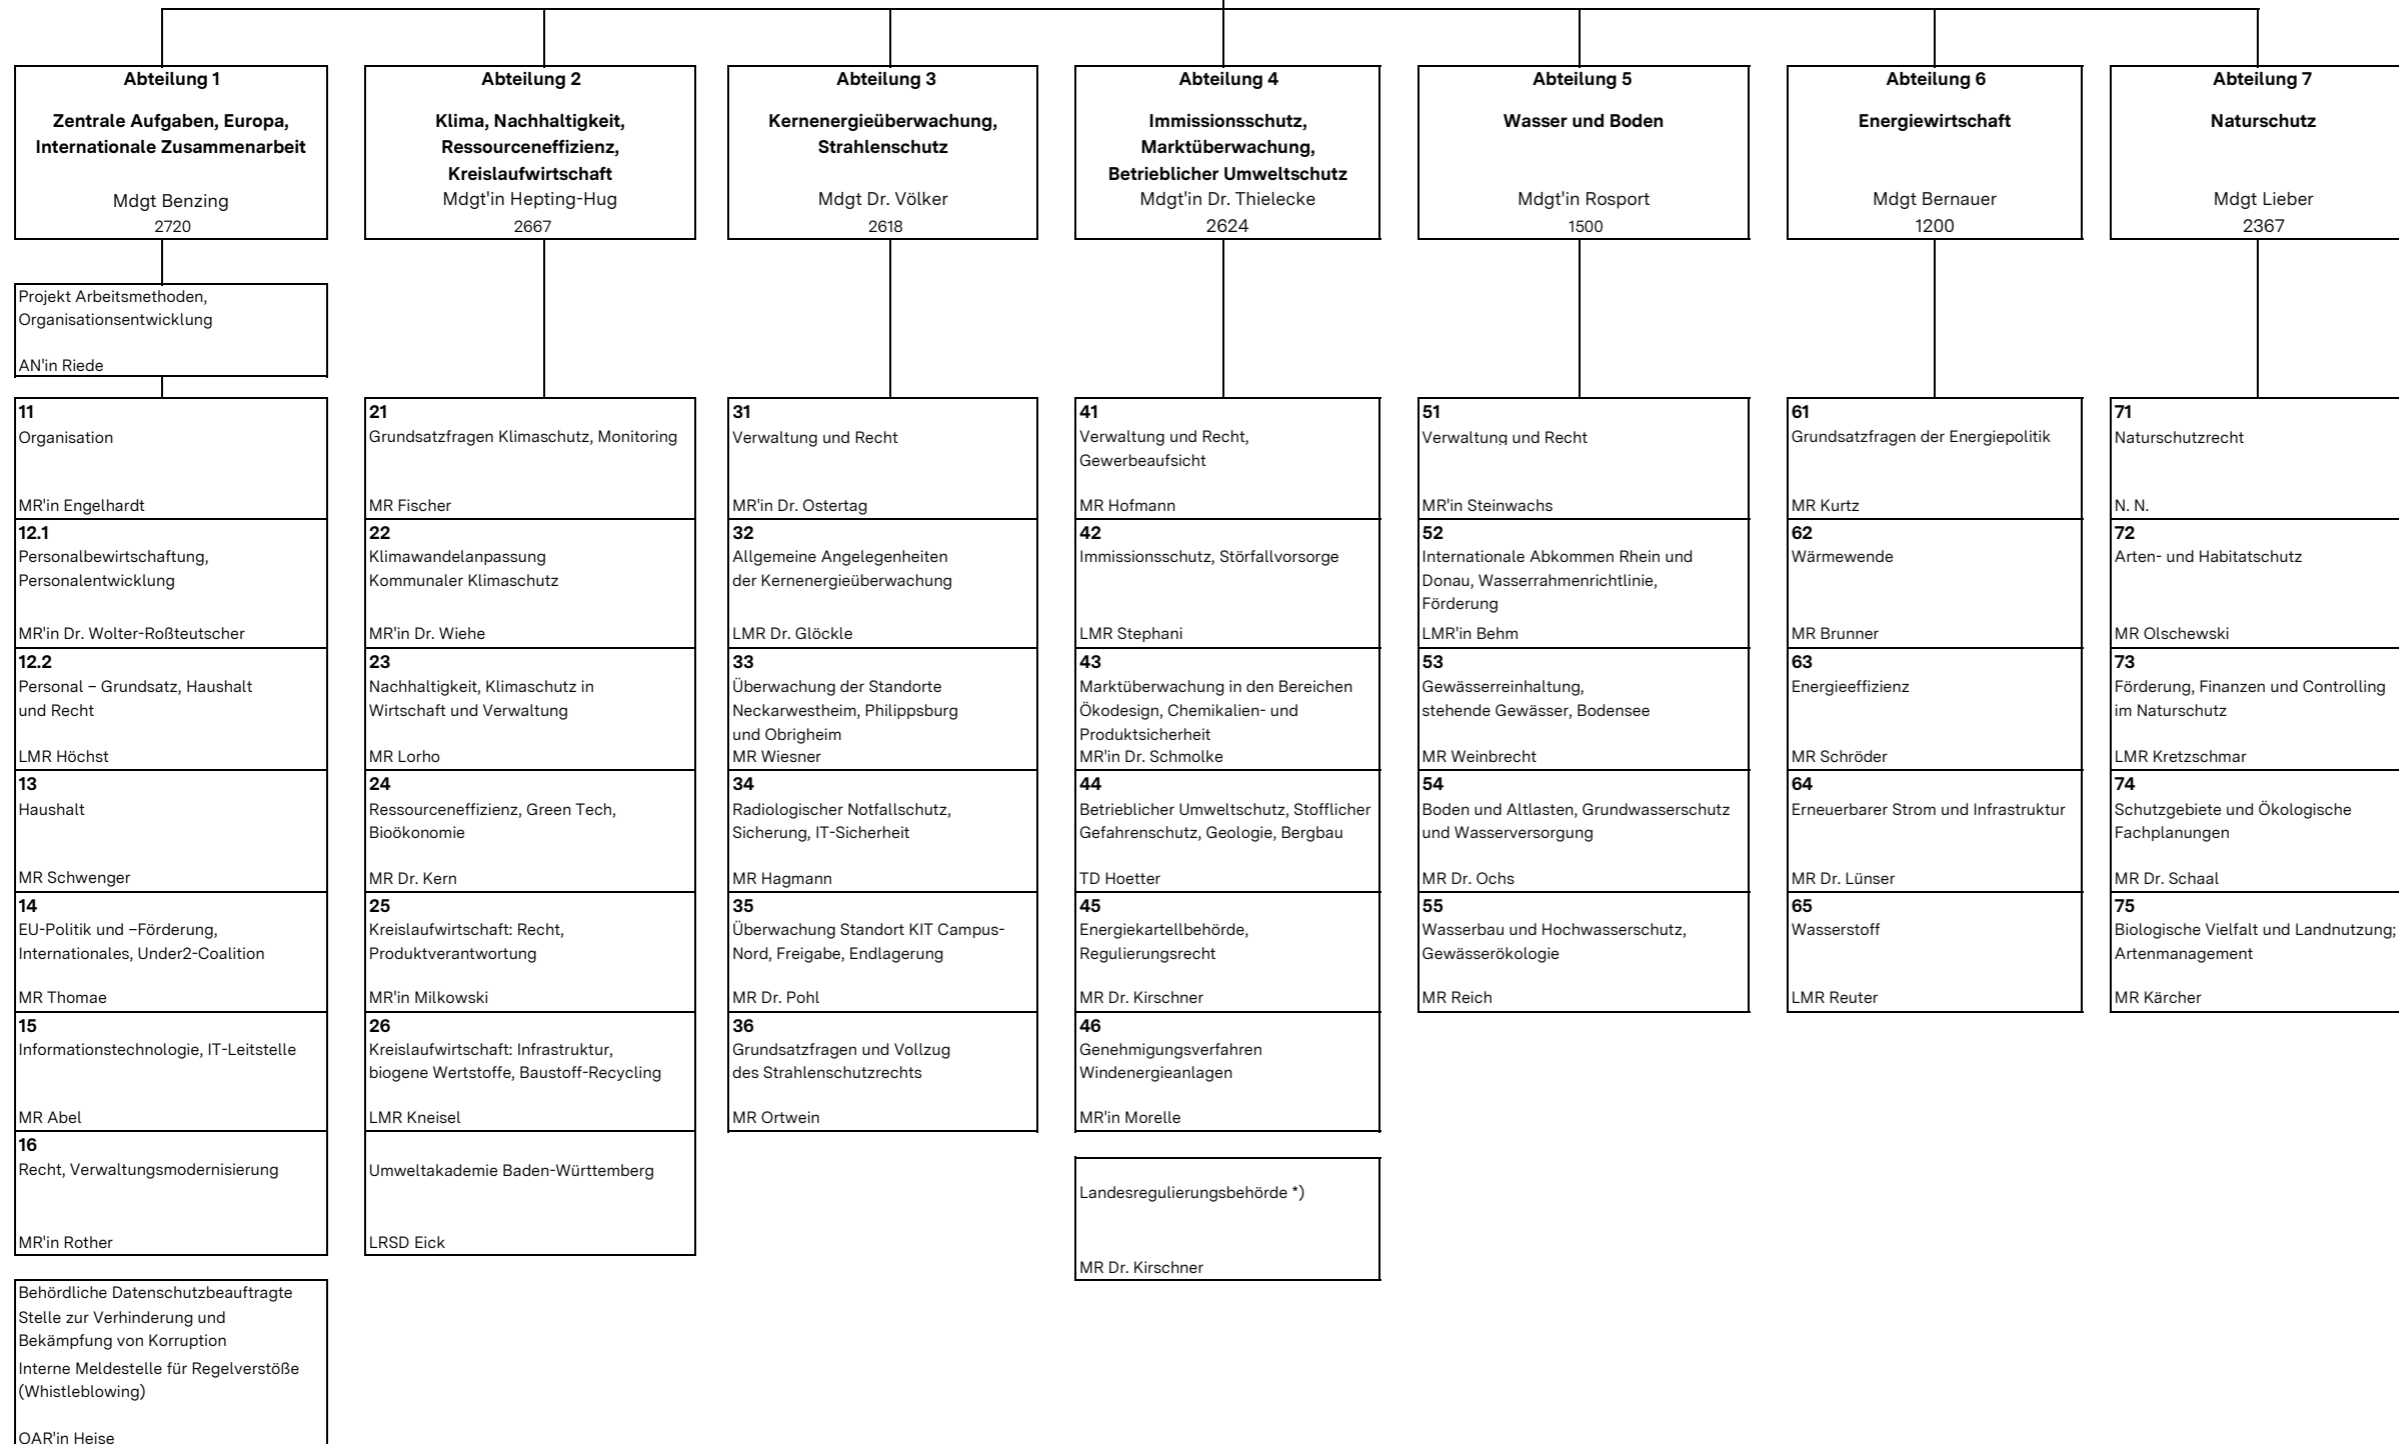 Abteilung 1
Zentrale Aufgaben, Europa,
Internationale Zusammenarbeit
Mdgt Benzing
2720
Projekt Arbeitsmethoden,
Organisationsentwicklung
AN'in Riede
11
Organisation
MR'in Engelhardt
12.1
Personalbewirtschaftung,
Personalentwicklung
MR'in Dr. Wolter-Roßteutscher
12.2
Personal – Grundsatz, Haushalt
und Recht
LMR Höchst
13
Haushalt
MR Schwenger
14
EU-Politik und –Förderung,
Internationales, Under2-Coalition
MR Thomae
15
Informationstechnologie, IT-Leitstelle
MR Abel
16
Recht, Verwaltungsmodernisierung
MR'in Rother
Behördliche Datenschutzbeauftragte
Stelle zur Verhinderung und
Bekämpfung von Korruption
Interne Meldestelle für Regelverstöße
(Whistleblowing)
OAR'in Heise
Abteilung 2
Klima, Nachhaltigkeit,
Ressourceneffizienz,
Kreislaufwirtschaft
Mdgt'in Hepting-Hug
2667
21
Grundsatzfragen Klimaschutz, Monitoring
MR Fischer
22
Klimawandelanpassung
Kommunaler Klimaschutz
MR'in Dr. Wiehe
23
Nachhaltigkeit, Klimaschutz in
Wirtschaft und Verwaltung
MR Lorho
24
Ressourceneffizienz, Green Tech,
Bioökonomie
MR Dr. Kern
25
Kreislaufwirtschaft: Recht,
Produktverantwortung
MR'in Milkowski
26
Kreislaufwirtschaft: Infrastruktur,
biogene Wertstoffe, Baustoff-Recycling
LMR Kneisel
Umweltakademie Baden-Württemberg
LRSD Eick
Abteilung 3
Kernenergieüberwachung,
Strahlenschutz
Mdgt Dr. Völker
2618
31
Verwaltung und Recht
MR'in Dr. Ostertag
32
Allgemeine Angelegenheiten
der Kernenergieüberwachung
LMR Dr. Glöckle
33
Überwachung der Standorte
Neckarwestheim, Philippsburg
und Obrigheim
MR Wiesner
34
Radiologischer Notfallschutz,
Sicherung, IT-Sicherheit
MR Hagmann
35
Überwachung Standort KIT Campus-
Nord, Freigabe, Endlagerung
MR Dr. Pohl
36
Grundsatzfragen und Vollzug
des Strahlenschutzrechts
MR Ortwein
Abteilung 4
Immissionsschutz,
Marktüberwachung,
Betrieblicher Umweltschutz
Mdgt'in Dr. Thielecke
2624
41
Verwaltung und Recht,
Gewerbeaufsicht
MR Hofmann
42
Immissionsschutz, Störfallvorsorge
LMR Stephani
43
Marktüberwachung in den Bereichen
Ökodesign, Chemikalien- und
Produktsicherheit
MR'in Dr. Schmolke
44
Betrieblicher Umweltschutz, Stofflicher
Gefahrenschutz, Geologie, Bergbau
TD Hoetter
45
Energiekartellbehörde,
Regulierungsrecht
MR Dr. Kirschner
46
Genehmigungsverfahren
Windenergieanlagen
MR'in Morelle
Landesregulierungsbehörde *)
MR Dr. Kirschner
Abteilung 5
Wasser und Boden
Mdgt'in Rosport
1500
51
Verwaltung und Recht
MR'in Steinwachs
52
Internationale Abkommen Rhein und
Donau, Wasserrahmenrichtlinie,
Förderung
LMR'in Behm
53
Gewässerreinhaltung,
stehende Gewässer, Bodensee
MR Weinbrecht
54
Boden und Altlasten, Grundwasserschutz
und Wasserversorgung
MR Dr. Ochs
55
Wasserbau und Hochwasserschutz,
Gewässerökologie
MR Reich
Abteilung 6
Energiewirtschaft
Mdgt Bernauer
1200
61
Grundsatzfragen der Energiepolitik
MR Kurtz
62
Wärmewende
MR Brunner
63
Energieeffizienz
MR Schröder
64
Erneuerbarer Strom und Infrastruktur
MR Dr. Lünser
65
Wasserstoff
LMR Reuter
Abteilung 7
Naturschutz
Mdgt Lieber
2367
71
Naturschutzrecht
N. N.
72
Arten- und Habitatschutz
MR Olschewski
73
Förderung, Finanzen und Controlling
im Naturschutz
LMR Kretzschmar
74
Schutzgebiete und Ökologische
Fachplanungen
MR Dr. Schaal
75
Biologische Vielfalt und Landnutzung;
Artenmanagement
MR Kärcher